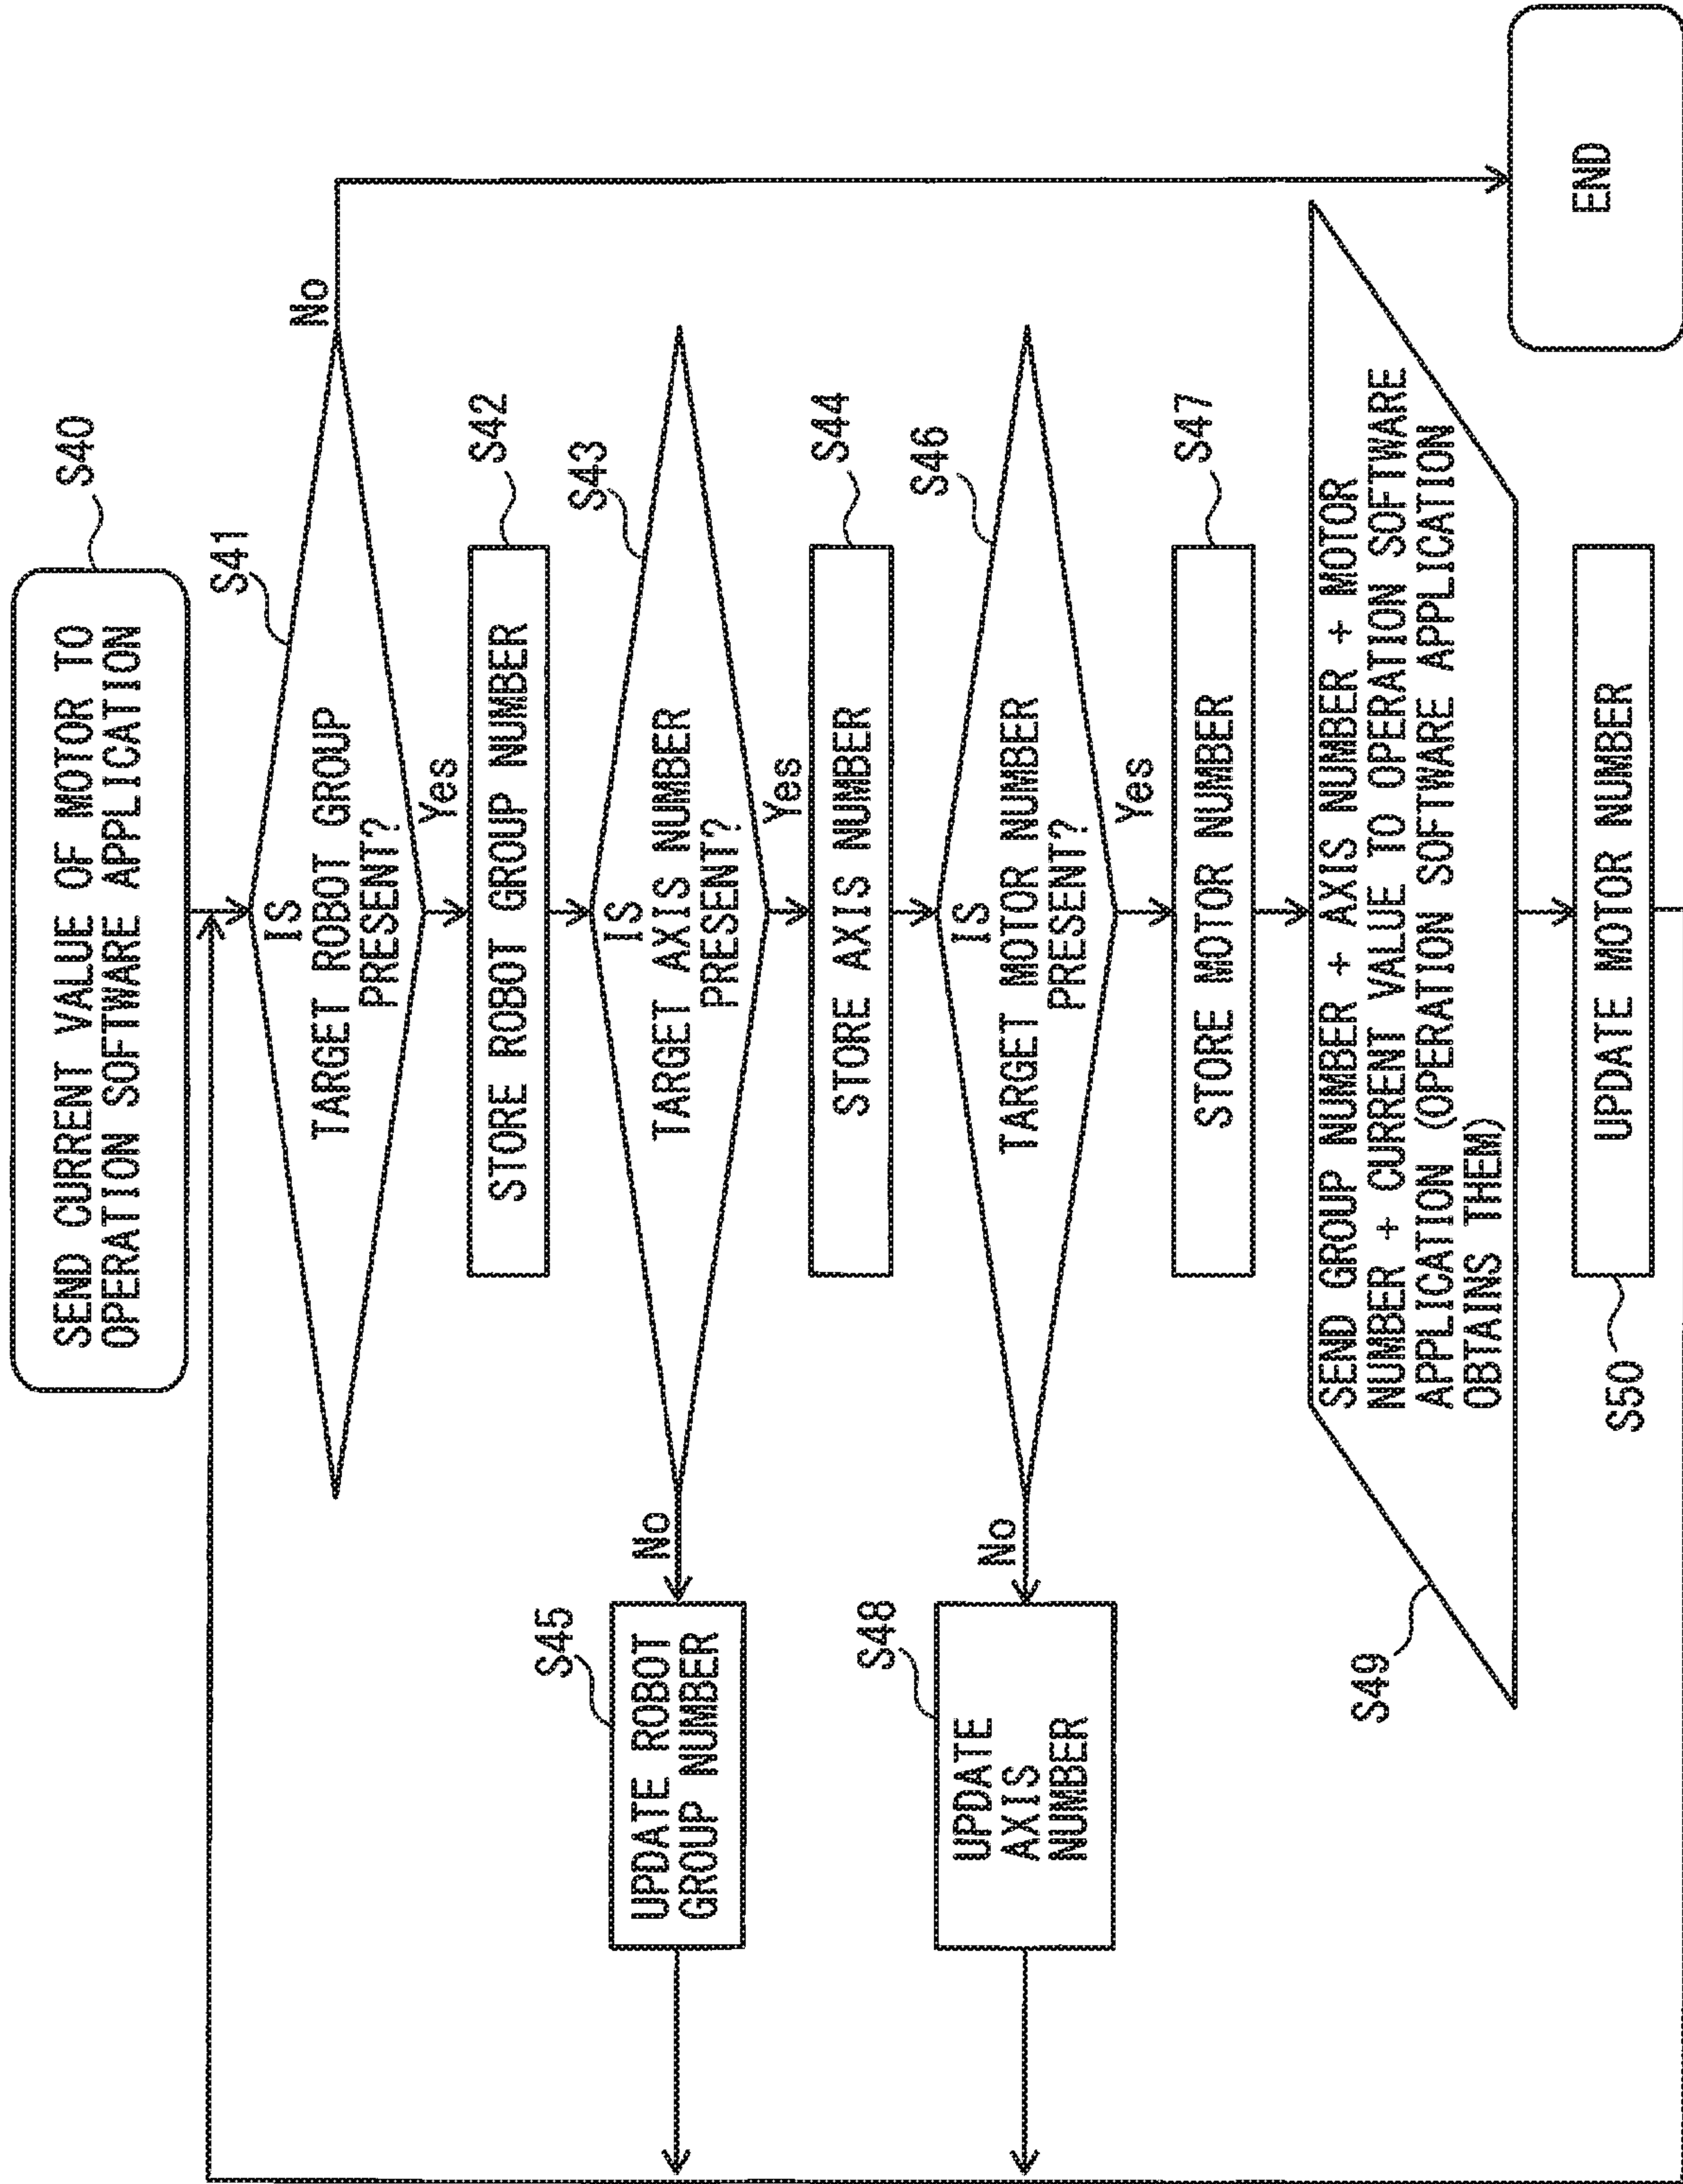 SEND CURRENT VALUE OF MOTOR TO
OPERATION SOFTWARE APPLICATION
S40
IS
TARGET ROBOT GROUP
PRESENT?
S41
No
Yes
STORE ROBOT GROUP NUMBER
S42
IS
TARGET AXIS NUMBER
PRESENT?
S43
No
Yes
UPDATE ROBOT
GROUP NUMBER
S45
STORE AXIS NUMBER
S44
IS
TARGET MOTOR NUMBER
PRESENT?
S46
No
Yes
UPDATE
AXIS
NUMBER
S48
STORE MOTOR NUMBER
S47
SEND GROUP NUMBER + AXIS NUMBER + MOTOR
NUMBER + CURRENT VALUE TO OPERATION SOFTWARE
APPLICATION (OPERATION SOFTWARE APPLICATION
OBTAINS THEM)
S49
UPDATE MOTOR NUMBER
S50
END